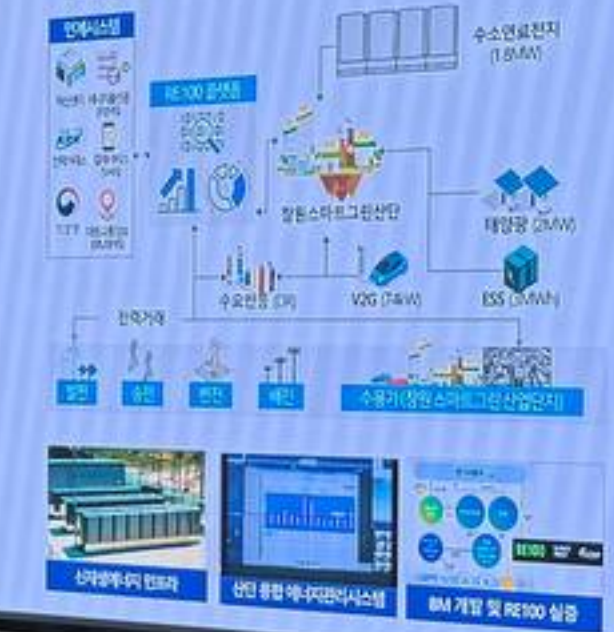 연계시스템
RE100 플랫폼
수소연료전지
(1.8MW)
창원스마트그린산단
태양광 (2MW)
수요반응 (DR)
V2G (74kW)
ESS (3MWh)
전력거래
발전
송전
변전
배전
수용가(창원 스마트그린 산업단지)
RE100
신재생에너지 인프라
산단 통합 에너지관리시스템
BM 개발 및 RE100 실증